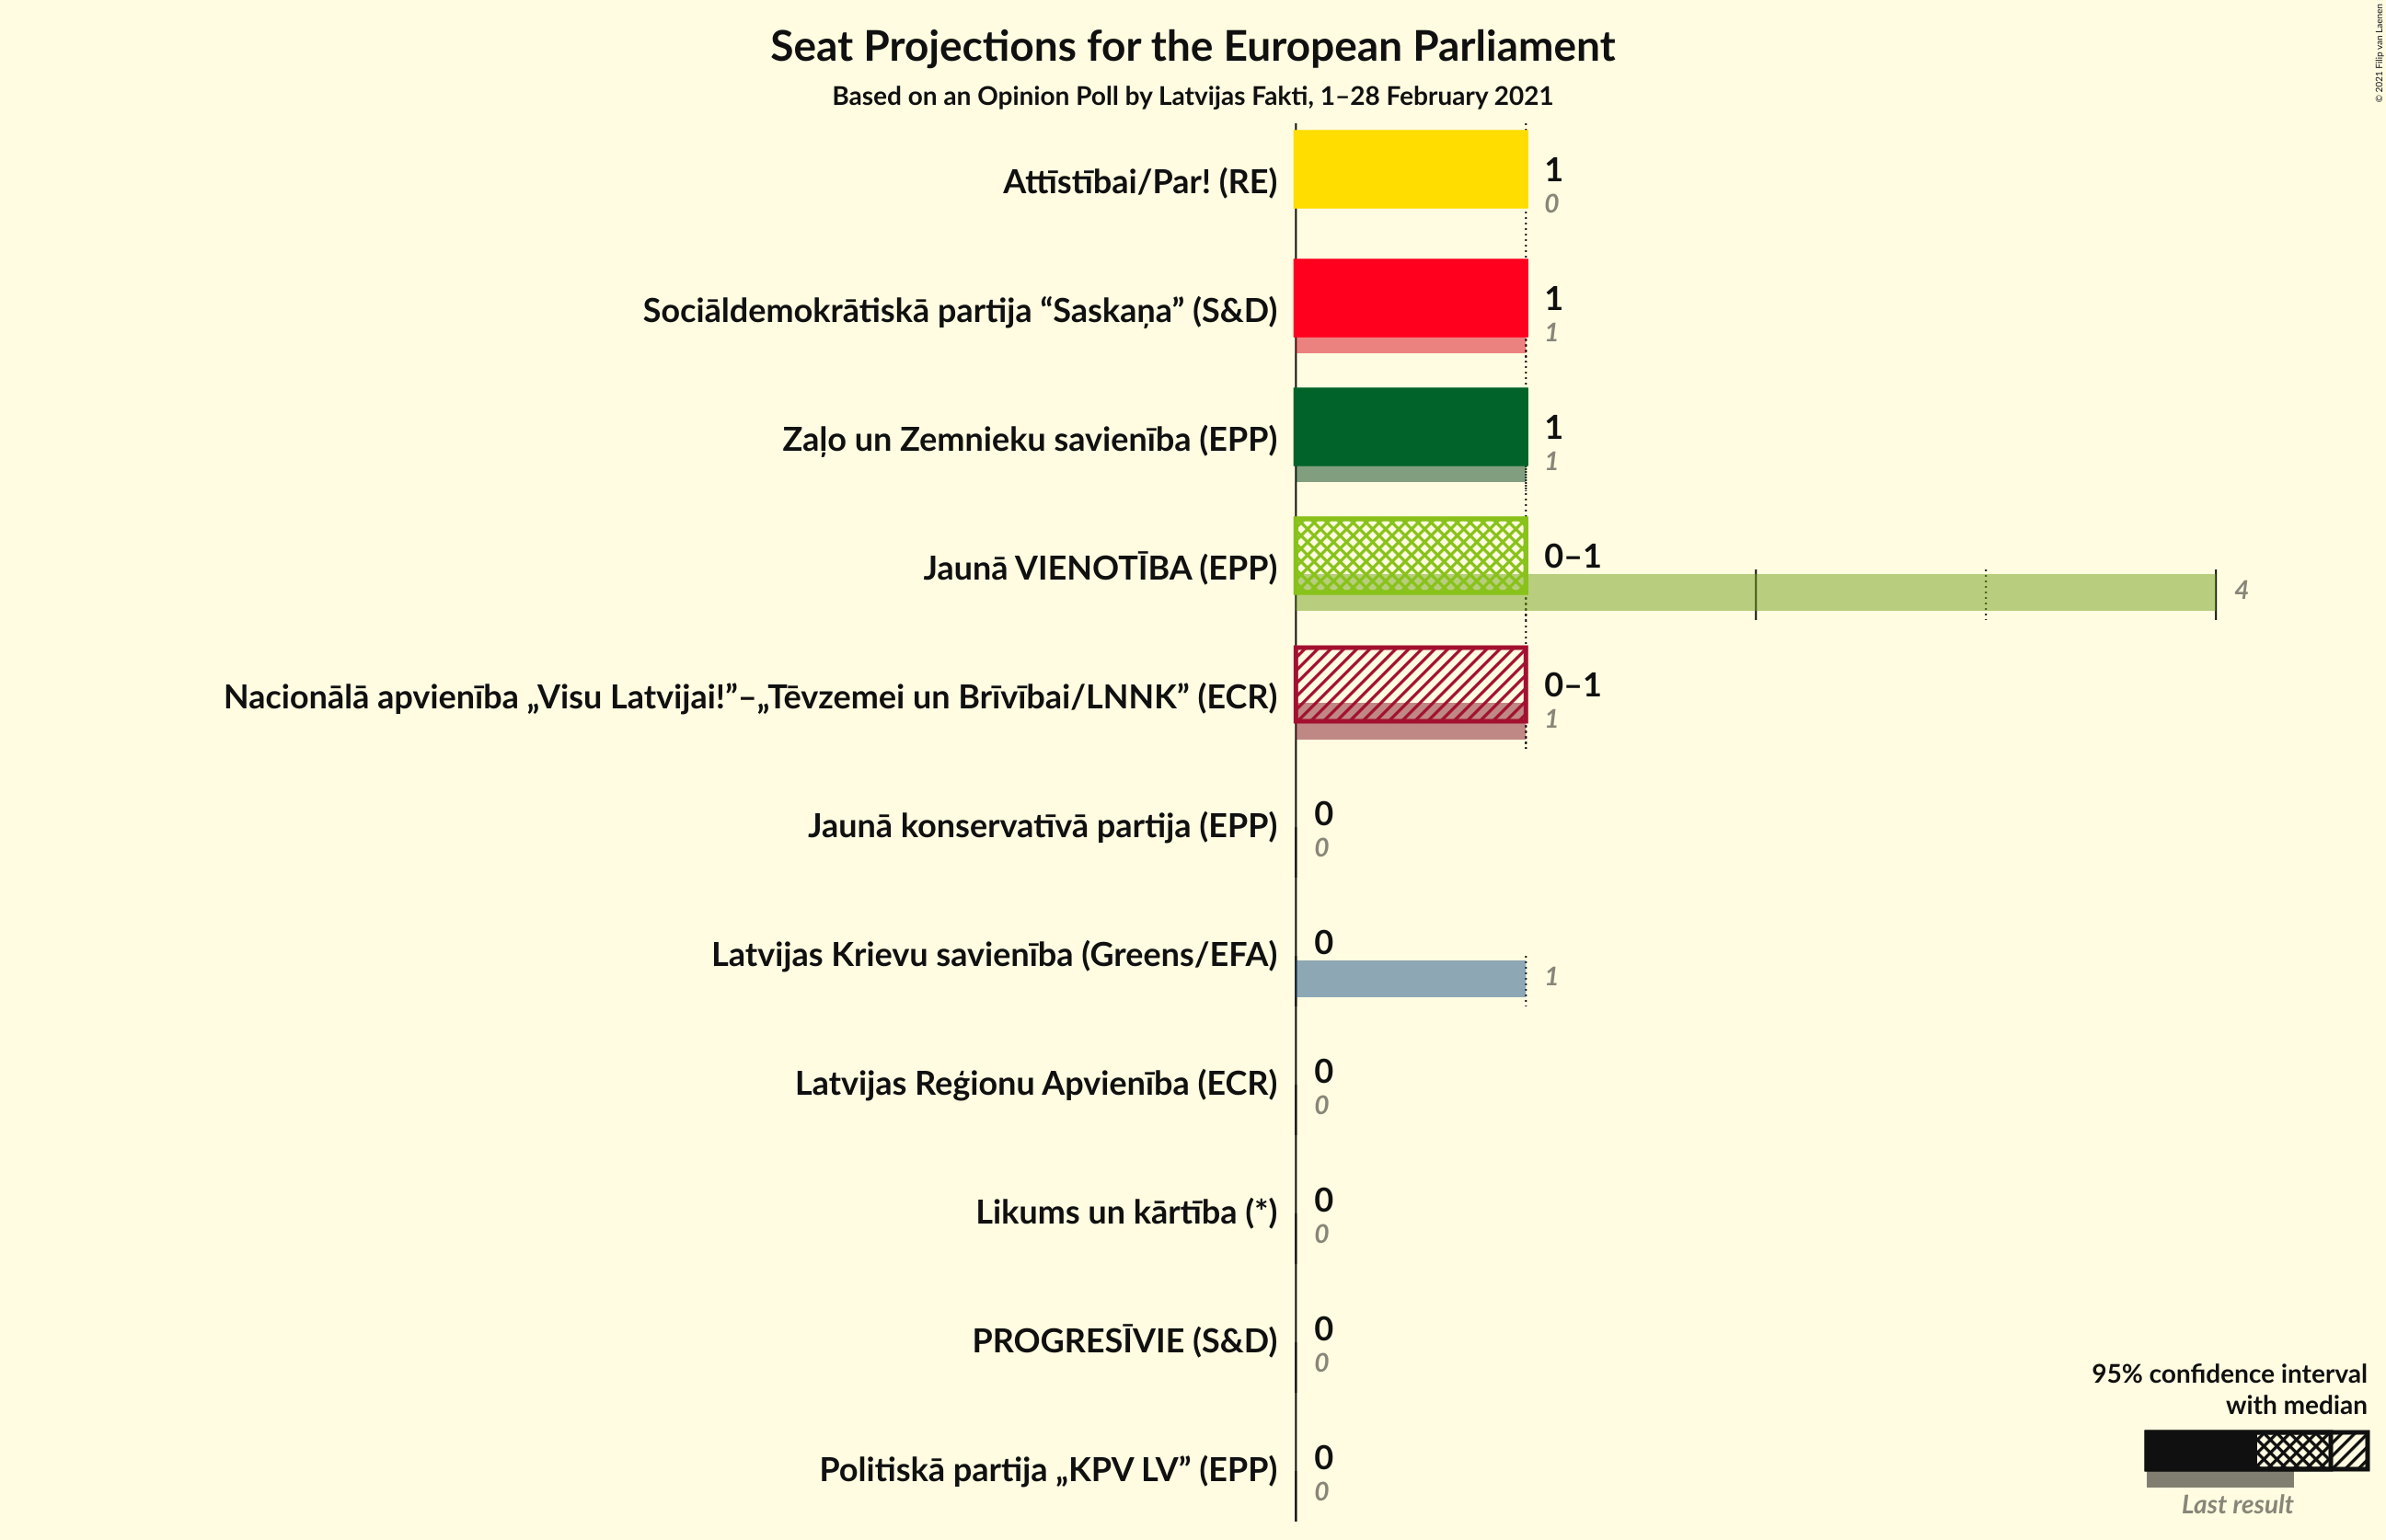 Seat Projections for the European Parliament
Based on an Opinion Poll by Latvijas Fakti, 1–28 February 2021
© 2021 Filip van Laenen
Attīstībai/Par! (RE)
1
0
Sociāldemokrātiskā partija “Saskaņa” (S&D)
1
1
Zaļo un Zemnieku savienība (EPP)
1
1
Jaunā VIENOTĪBA (EPP)
0–1
4
Nacionālā apvienība „Visu Latvijai!”–„Tēvzemei un Brīvībai/LNNK” (ECR)
0–1
1
Jaunā konservatīvā partija (EPP)
0
0
Latvijas Krievu savienība (Greens/EFA)
0
1
Latvijas Reģionu Apvienība (ECR)
0
0
Likums un kārtība (*)
0
0
PROGRESĪVIE (S&D)
0
0
Politiskā partija „KPV LV” (EPP)
0
0
95% confidence interval
with median
Last result